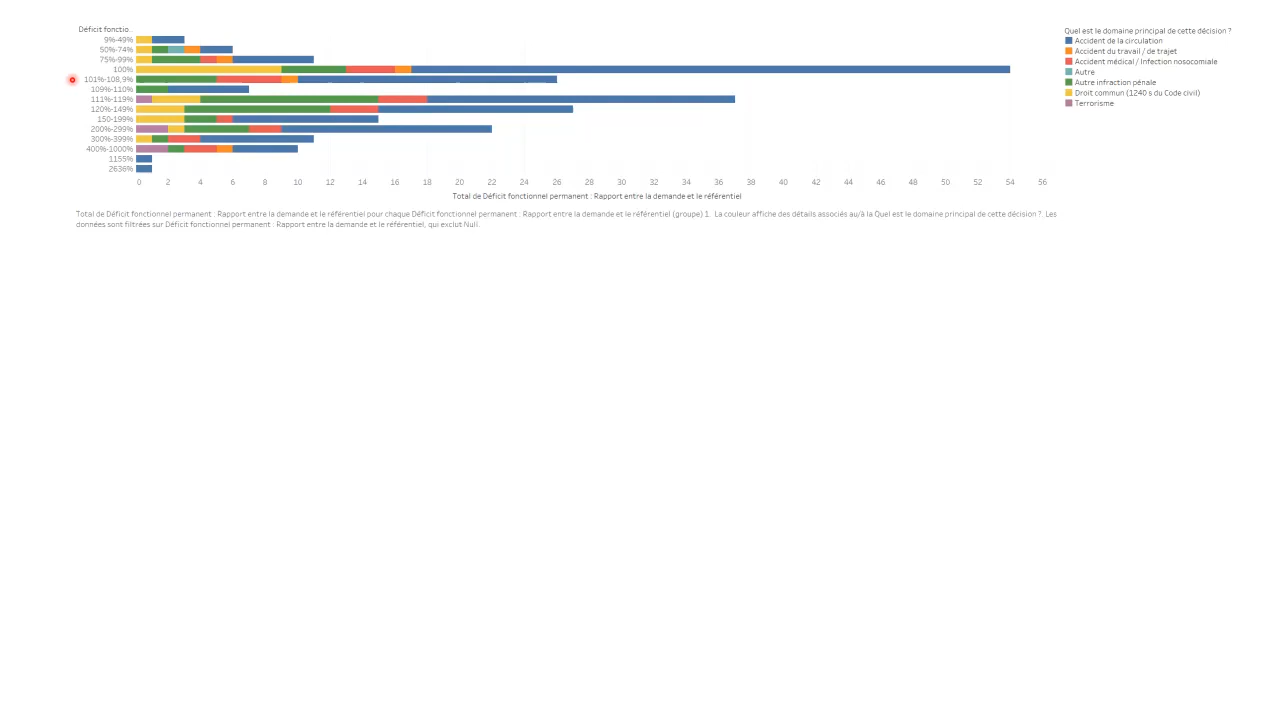 Déficit fonctio..
Quel est le domaine principal de cette décision ?
9%-49%
Accident de la circulation
50%-74%
Accident du travail / de trajet
75%-99%
Accident médical / Infection nosocomiale
100%
Autre
101%-108,9%
Autre infraction pénale
109%-110%
Droit commun (1240 s du Code civil)
111%-119%
Terrorisme
120%-149%
150-199%
200%-299%
300%-399%
400%-1000%
1155%
2636%
0 2 4 6 8 10 12 14 16 18 20 22 24 26 28 30 32 34 36 38 40 42 44 46 48 50 52 54 56
Total de Déficit fonctionnel permanent : Rapport entre la demande et le référentiel
Total de Déficit fonctionnel permanent : Rapport entre la demande et le référentiel pour chaque Déficit fonctionnel permanent : Rapport entre la demande et le référentiel (groupe) 1. La couleur affiche des détails associés au/à la Quel est le domaine principal de cette décision ?. Les
données sont filtrées sur Déficit fonctionnel permanent : Rapport entre la demande et le référentiel, qui exclut Nul​l.